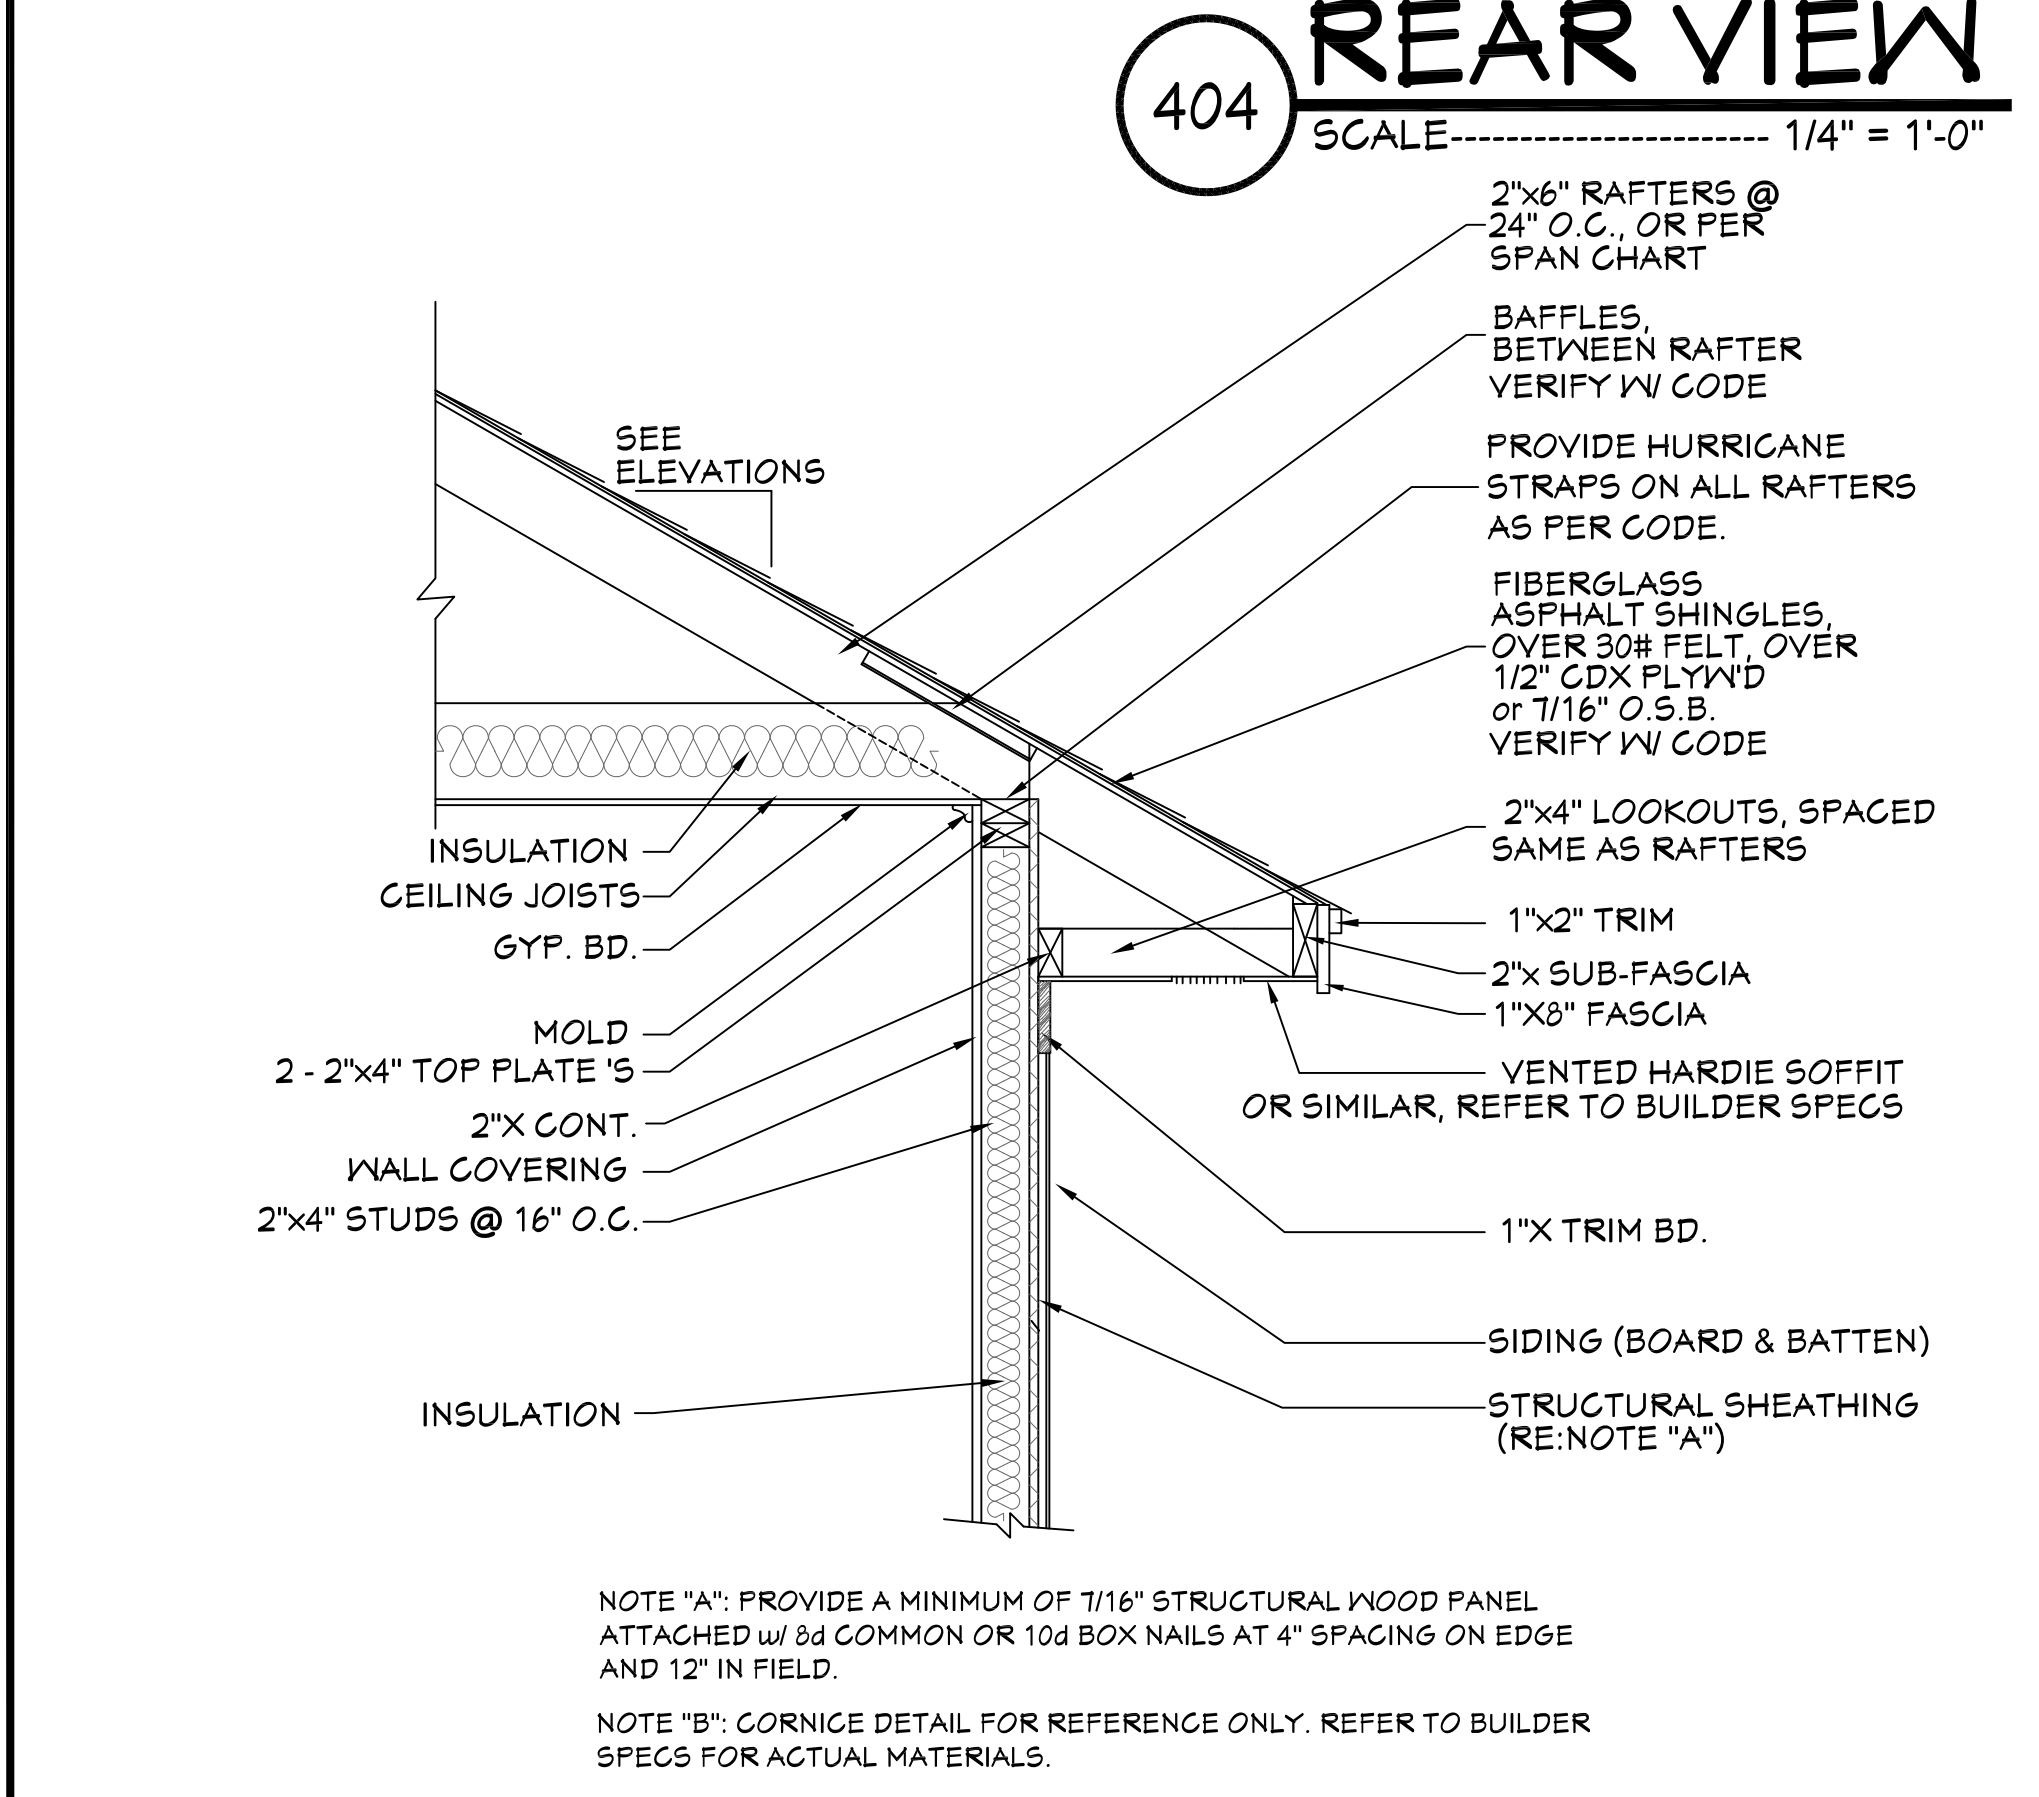 REAR VIEW
404
SCALE----------------------- 1/4" = 1'-0"
2"x6" RAFTERS @
24" O.C., OR PER
SPAN CHART
BAFFLES,
BETWEEN RAFTER
VERIFY W/ CODE
SEE
ELEVATIONS
PROVIDE HURRICANE
STRAPS ON ALL RAFTERS
AS PER CODE.
FIBERGLASS
ASPHALT SHINGLES,
OVER 30# FELT, OVER
1/2" CDX PLYW'D
or 7/16" O.S.B.
VERIFY W/ CODE
2"x4" LOOKOUTS, SPACED
SAME AS RAFTERS
1"x2" TRIM
2"x SUB-FASCIA
1"X8" FASCIA
VENTED HARDIE SOFFIT
OR SIMILAR, REFER TO BUILDER SPECS
1"X TRIM BD.
SIDING (BOARD & BATTEN)
STRUCTURAL SHEATHING
(RE:NOTE "A")
INSULATION
CEILING JOISTS
GYP. BD.
MOLD
2 - 2"x4" TOP PLATE 'S
2"X CONT.
WALL COVERING
2"x4" STUDS @ 16" O.C.
INSULATION
NOTE "A": PROVIDE A MINIMUM OF 7/16" STRUCTURAL WOOD PANEL
ATTACHED w/ 8d COMMON OR 10d BOX NAILS AT 4" SPACING ON EDGE
AND 12" IN FIELD.
NOTE "B": CORNICE DETAIL FOR REFERENCE ONLY. REFER TO BUILDER
SPECS FOR ACTUAL MATERIALS.